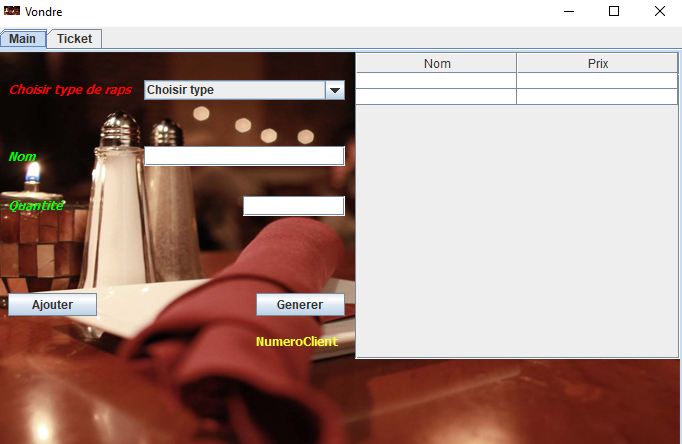 Vondre
Main Ticket
Nom Prix
Choisir type de raps Choisir type
Nom
Quantité
Ajouter Generer
NumeroClient